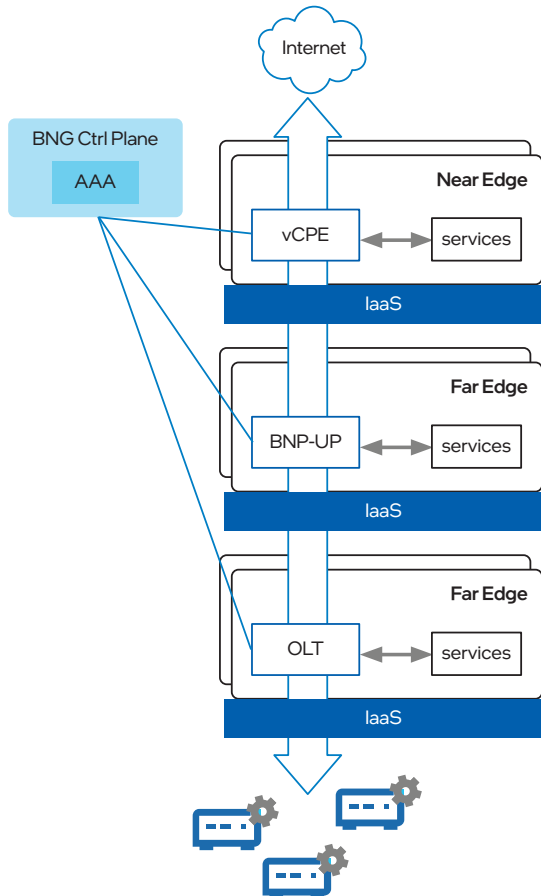 Internet
BNG Ctrl Plane
AAA
Near Edge
vCPE
services
IaaS
Far Edge
BNP-UP
services
IaaS
Far Edge
OLT
services
IaaS